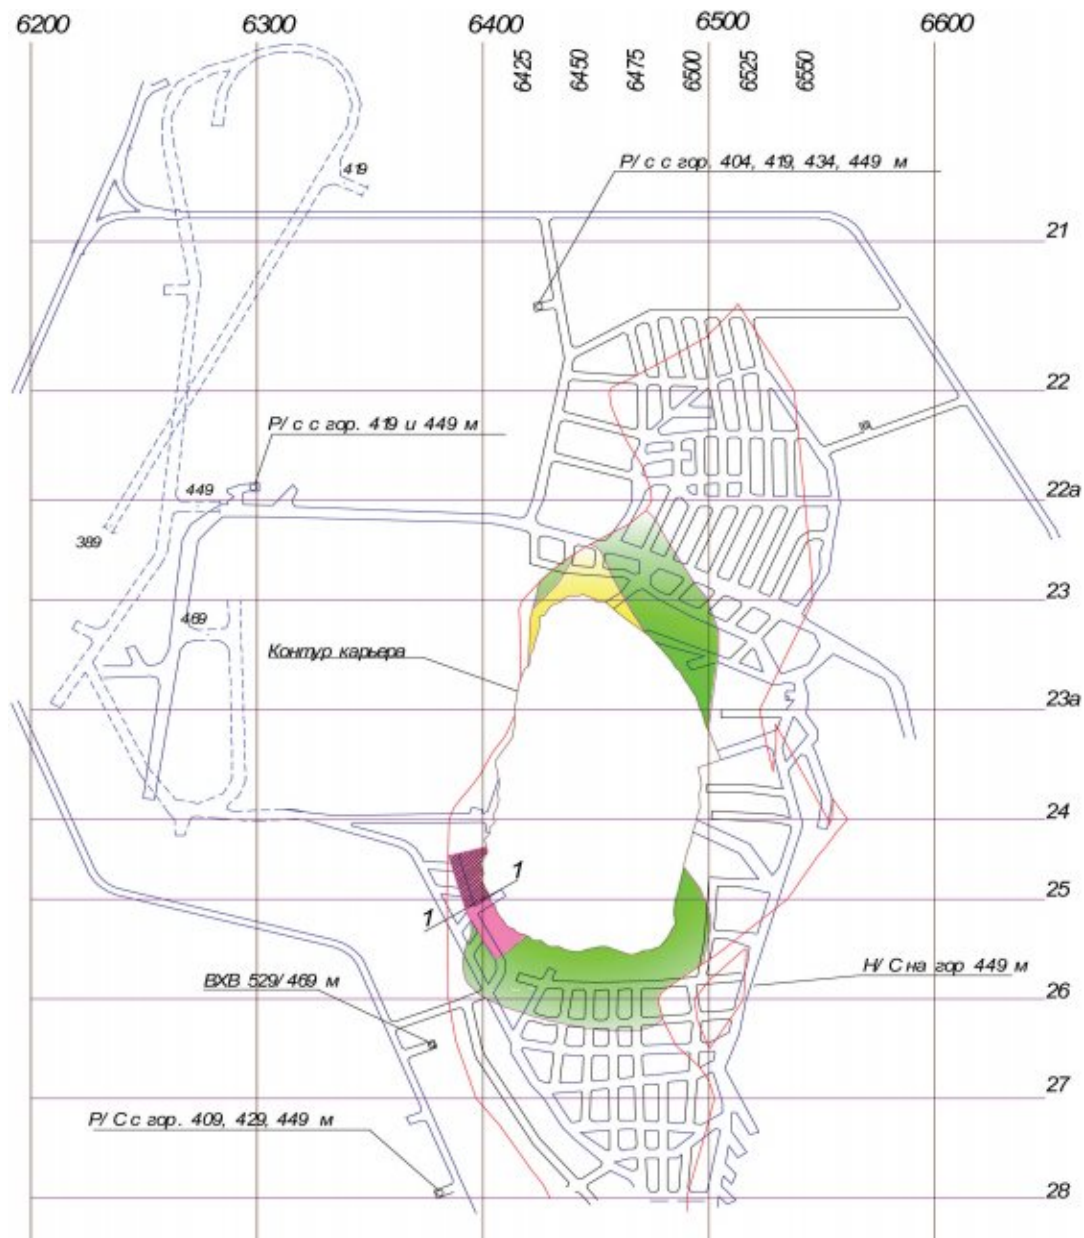 6200 6300 6400 6500 6600
6425 6450 6475 6500 6525 6550
Р/ с с гор. 404, 419, 434, 449 м
419
21
22
Р/ с с гор. 419 и 449 м
449
22а
389
23
469
Контур карьера
23а
24
1
25
1
Н/ С на гор 449 м
ВХВ 529/ 469 м
26
27
Р/ С с гор. 409, 429, 449 м
28